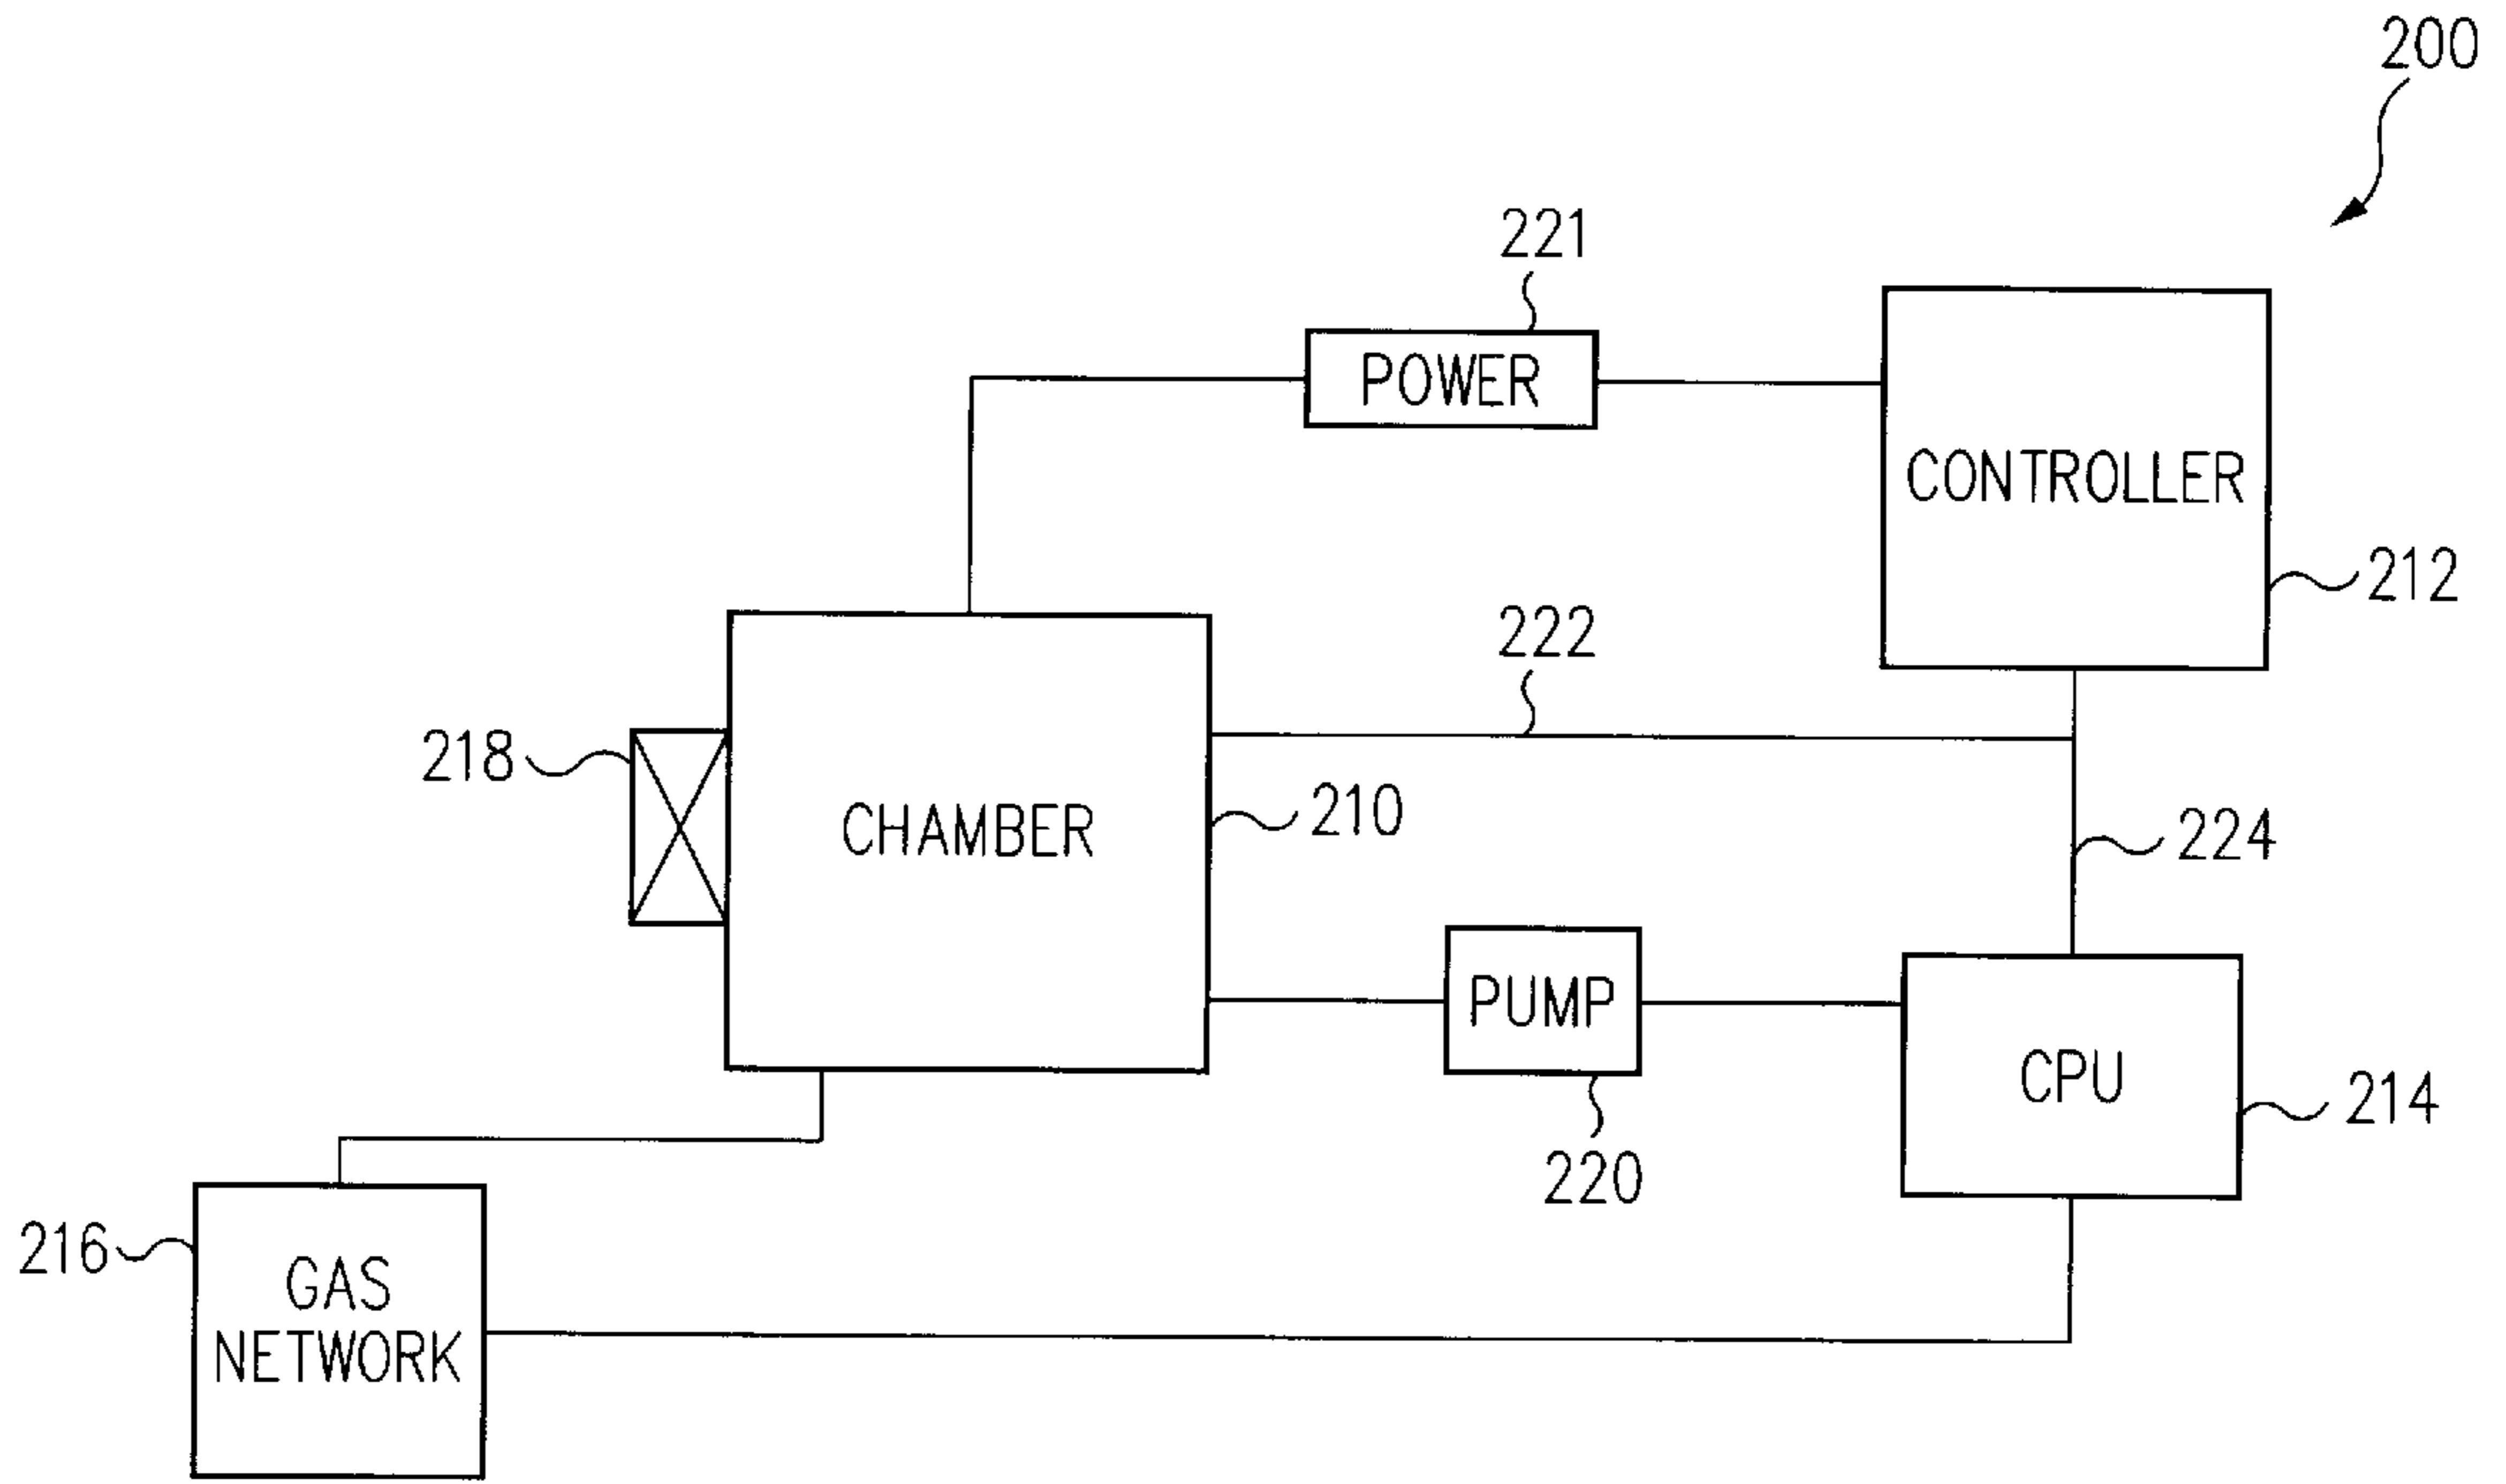 200
221
POWER
CONTROLLER
212
222
218
CHAMBER
210
224
PUMP
CPU
214
220
216
GAS
NETWORK